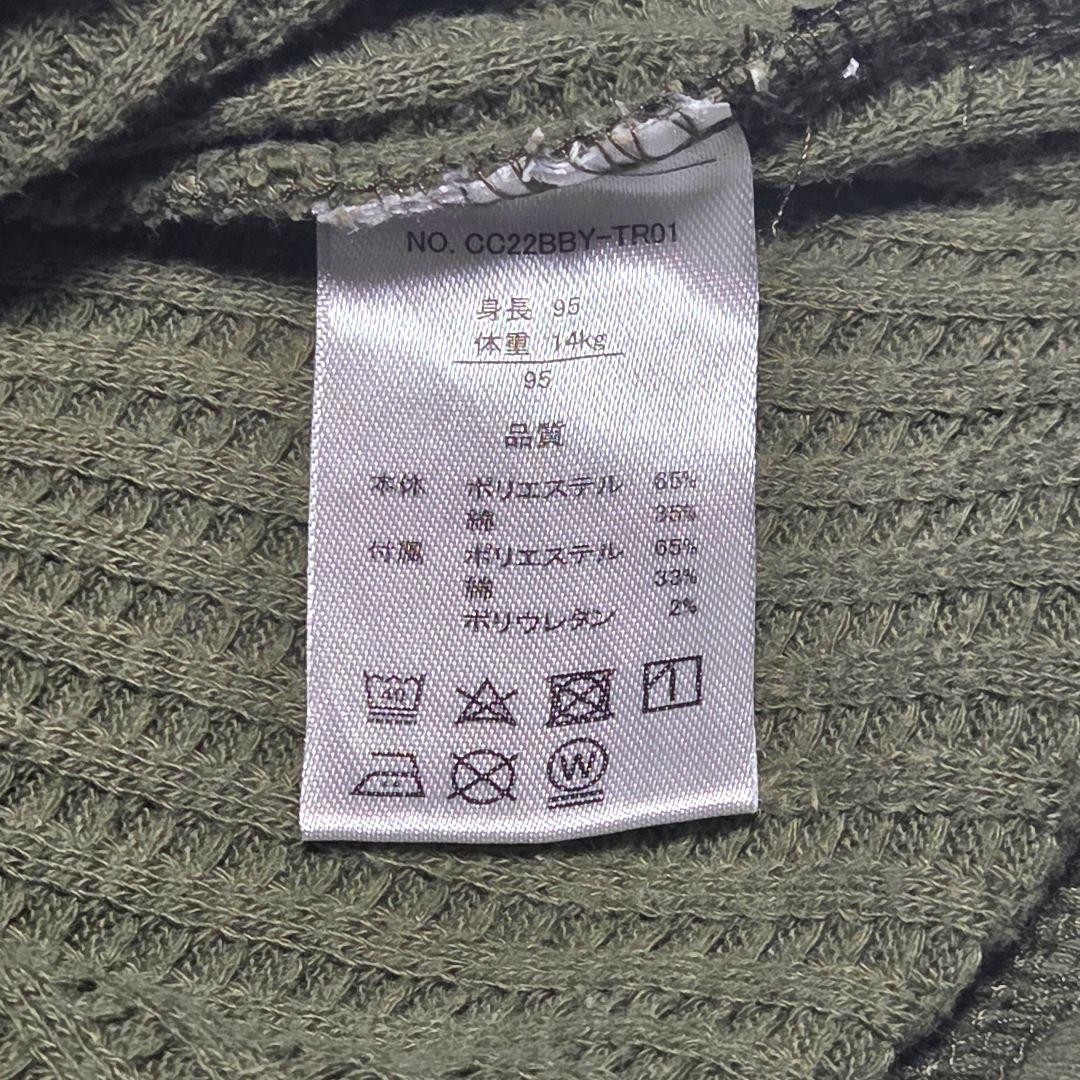 NO. CC22BBY-TR01
身長 95
体重 14kg
95
品質
本体 ポリエステル 65%
綿 35%
付属 ポリエステル 65%
綿 33%
ポリウレタン 2%
40
W